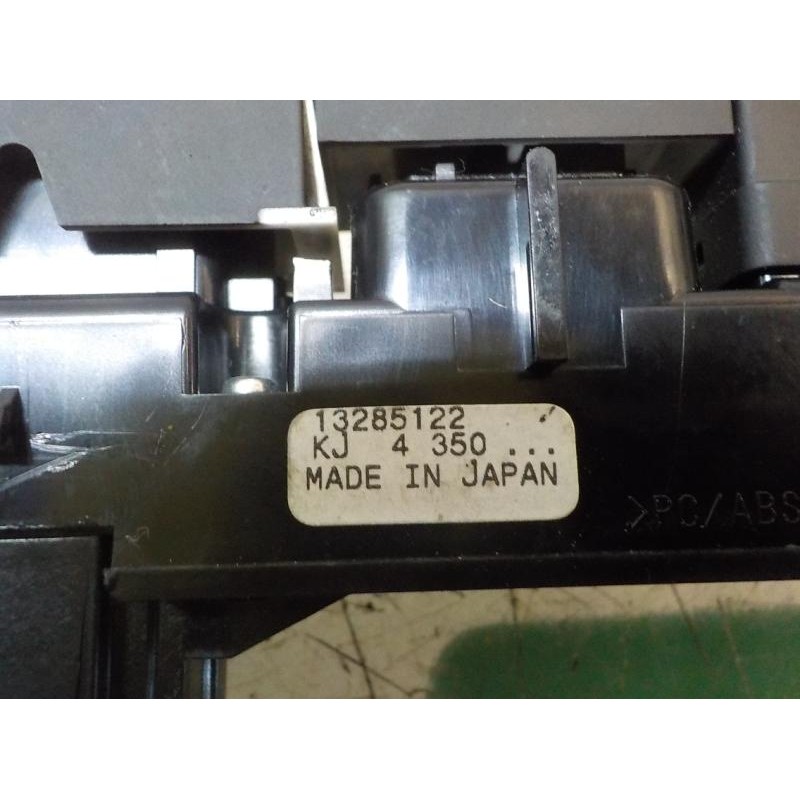 13285122
KJ 4 350 ...
MADE IN JAPAN
>PC/ABS